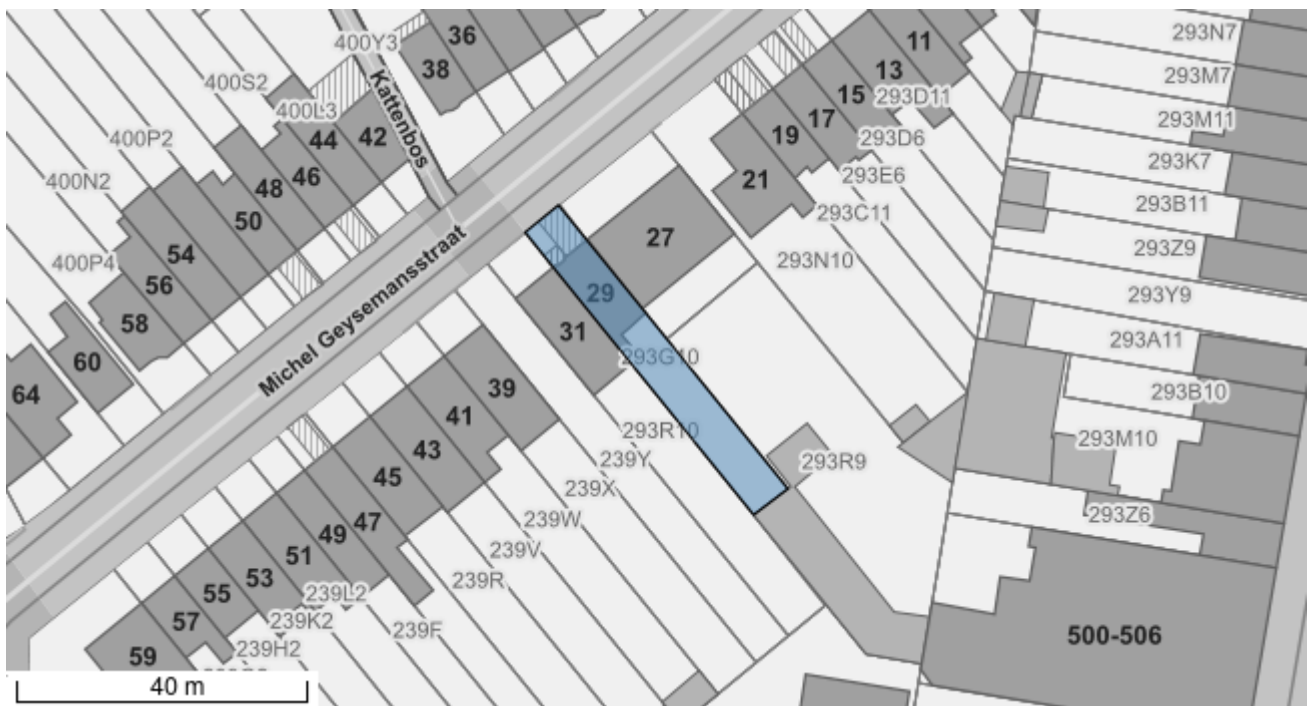 36
400Y3
38
11
293N7
Kattenbos
400S2
13
293M7
400L3
15
293D11
44
42
17
293M11
400P2
19
293D6
293K7
400N2
48
46
21
293E6
293B11
50
293C11
54
27
293Z9
400P4
56
293N10
29
293Y9
58
31
Michel Geysemansstraat
293A11
60
293G10
64
39
293B10
41
293R10
293M10
43
239Y
293R9
45
239X
293Z6
47
239W
49
239V
51
239R
53
55
239L2
500-506
57
239K2
239F
59
239H2
40 m